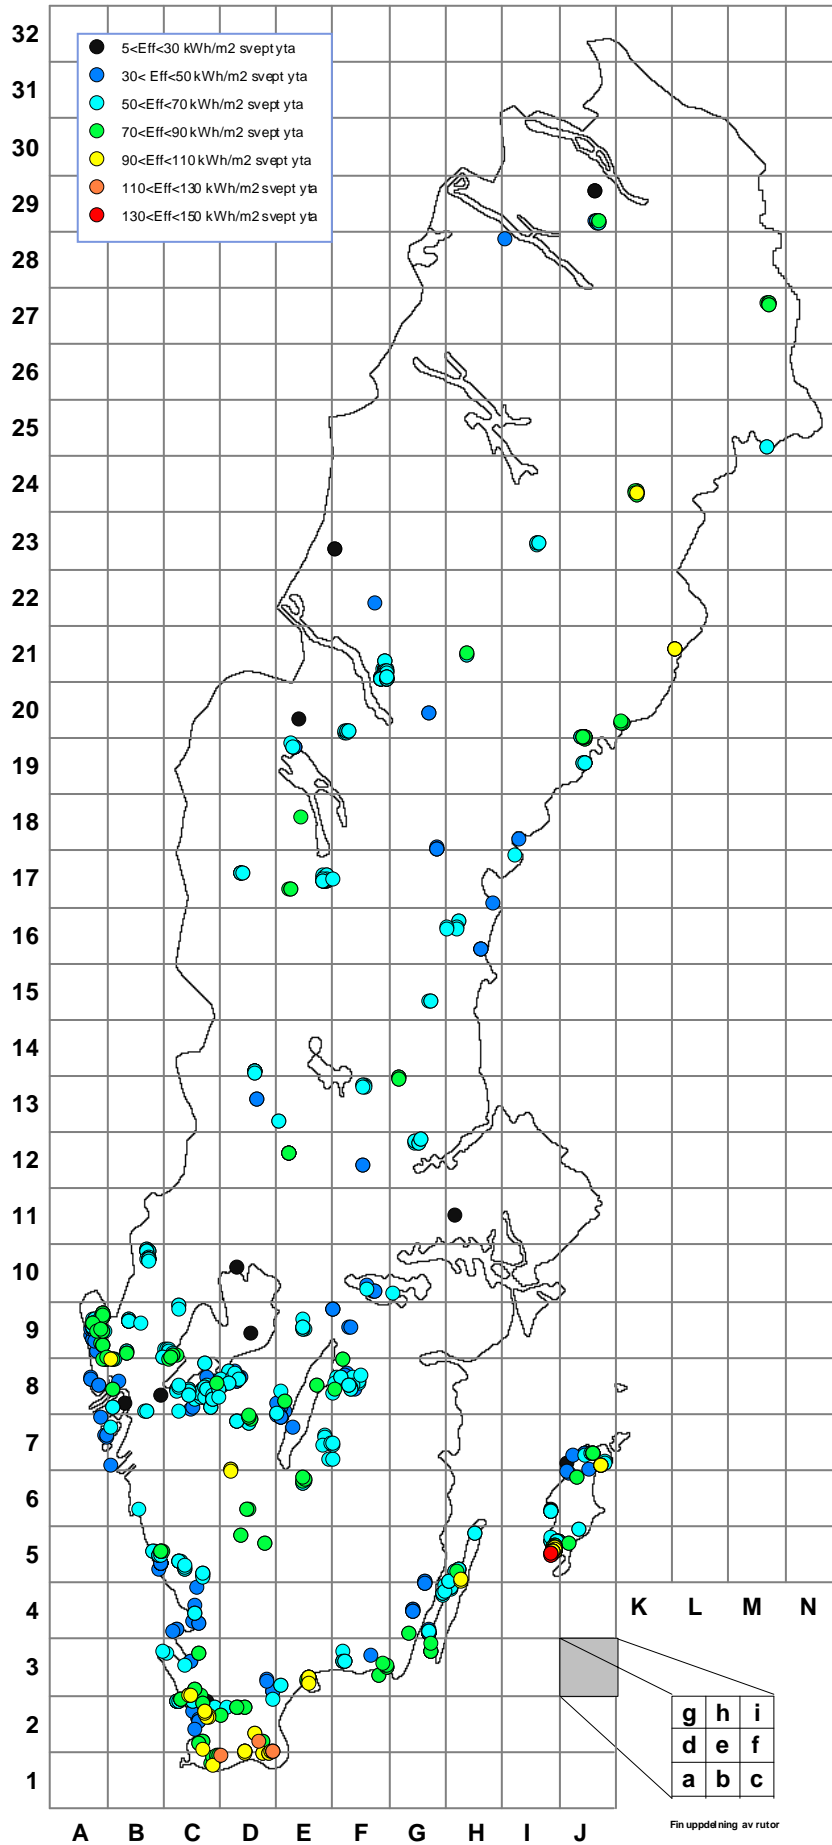 32
31
30
29
28
27
26
25
24
23
22
21
20
19
18
17
16
15
14
13
12
11
10
9
8
7
6
5
4
3
2
1
5<Eff<30 kWh/m2 svept yta
30< Eff<50 kWh/m2 svept yta
50<Eff<70 kWh/m2 svept yta
70<Eff<90 kWh/m2 svept yta
90<Eff<110 kWh/m2 svept yta
110<Eff<130 kWh/m2 svept yta
130<Eff<150 kWh/m2 svept yta
K L M N
g h i
d e f
a b c
Fin uppdelning av rutor
A B C D E F G H I J